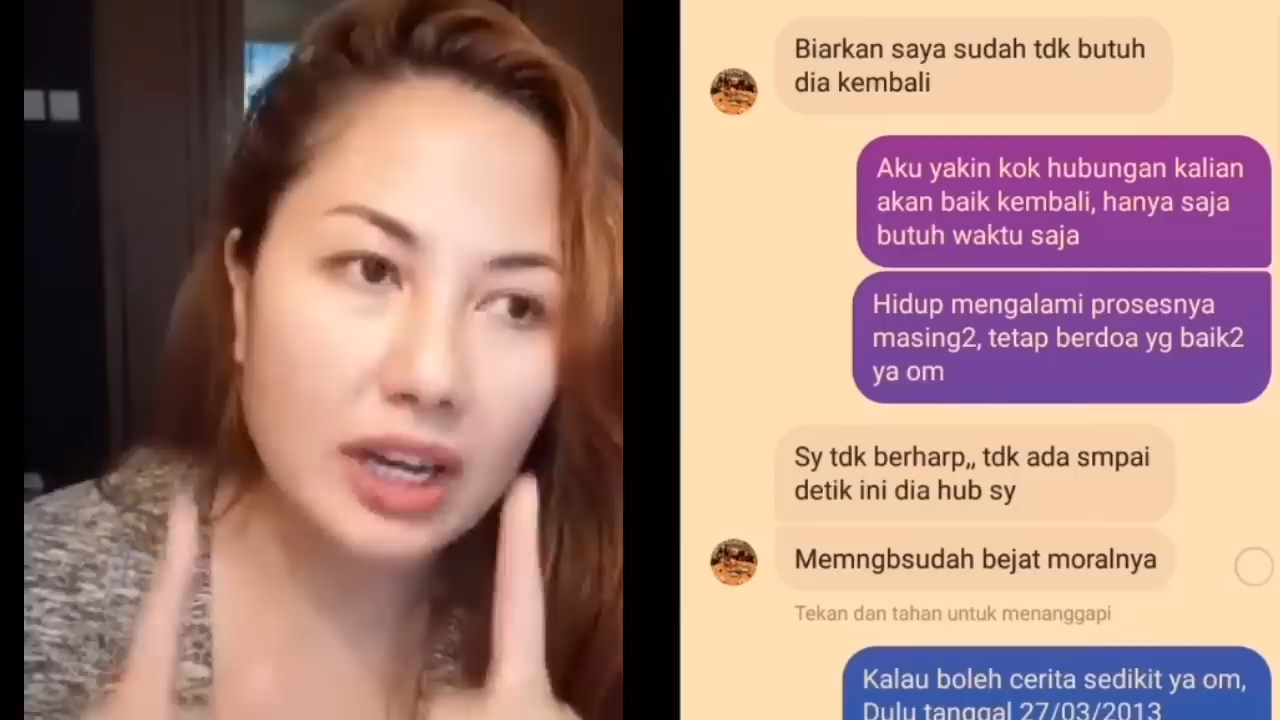 Biarkan saya sudah tdk butuh
dia kembali
Aku yakin kok hubungan kalian
akan baik kembali, hanya saja
butuh waktu saja
Hidup mengalami prosesnya
masing2, tetap berdoa yg baik2
ya om
Sy tdk berharp,, tdk ada smpai
detik ini dia hub sy
Memngbsudah bejat moralnya
Tekan dan tahan untuk menanggapi
Kalau boleh cerita sedikit ya om,
Dulu tanggal 27/03/2013